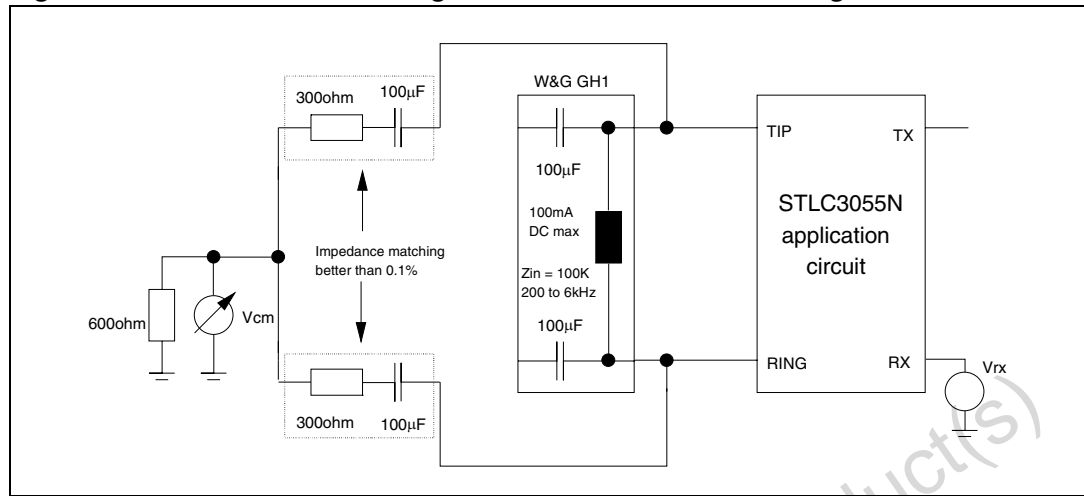 300ohm
100μF
W&G GH1
TIP
TX
100μF
100mA
DC max
STLC3055N
application
circuit
Impedance matching
better than 0.1%
Zin = 100K
200 to 6kHz
600ohm
Vcm
100μF
RING
RX
Vrx
300ohm
100μF
duct(s)